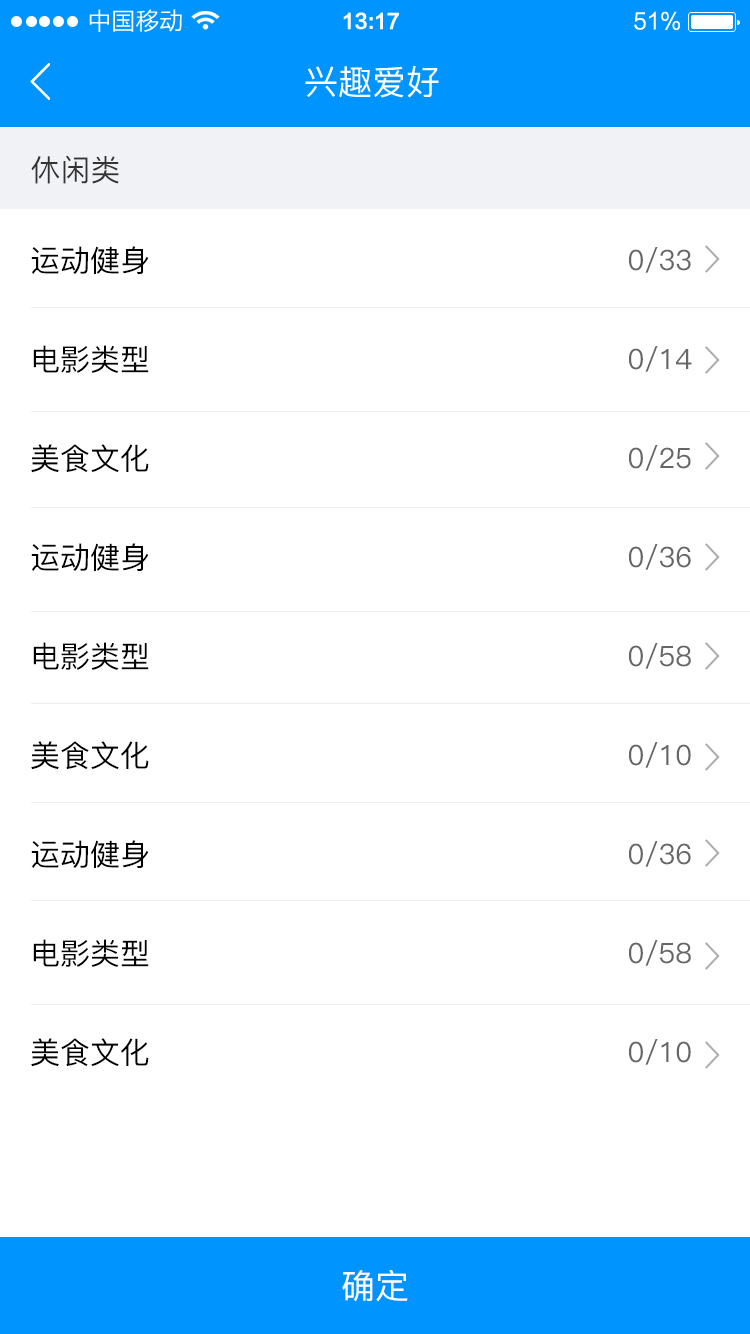 中国移动 13:17 51%
兴趣爱好
休闲类
运动健身 0/33
电影类型 0/14
美食文化 0/25
运动健身 0/36
电影类型 0/58
美食文化 0/10
运动健身 0/36
电影类型 0/58
美食文化 0/10
确定